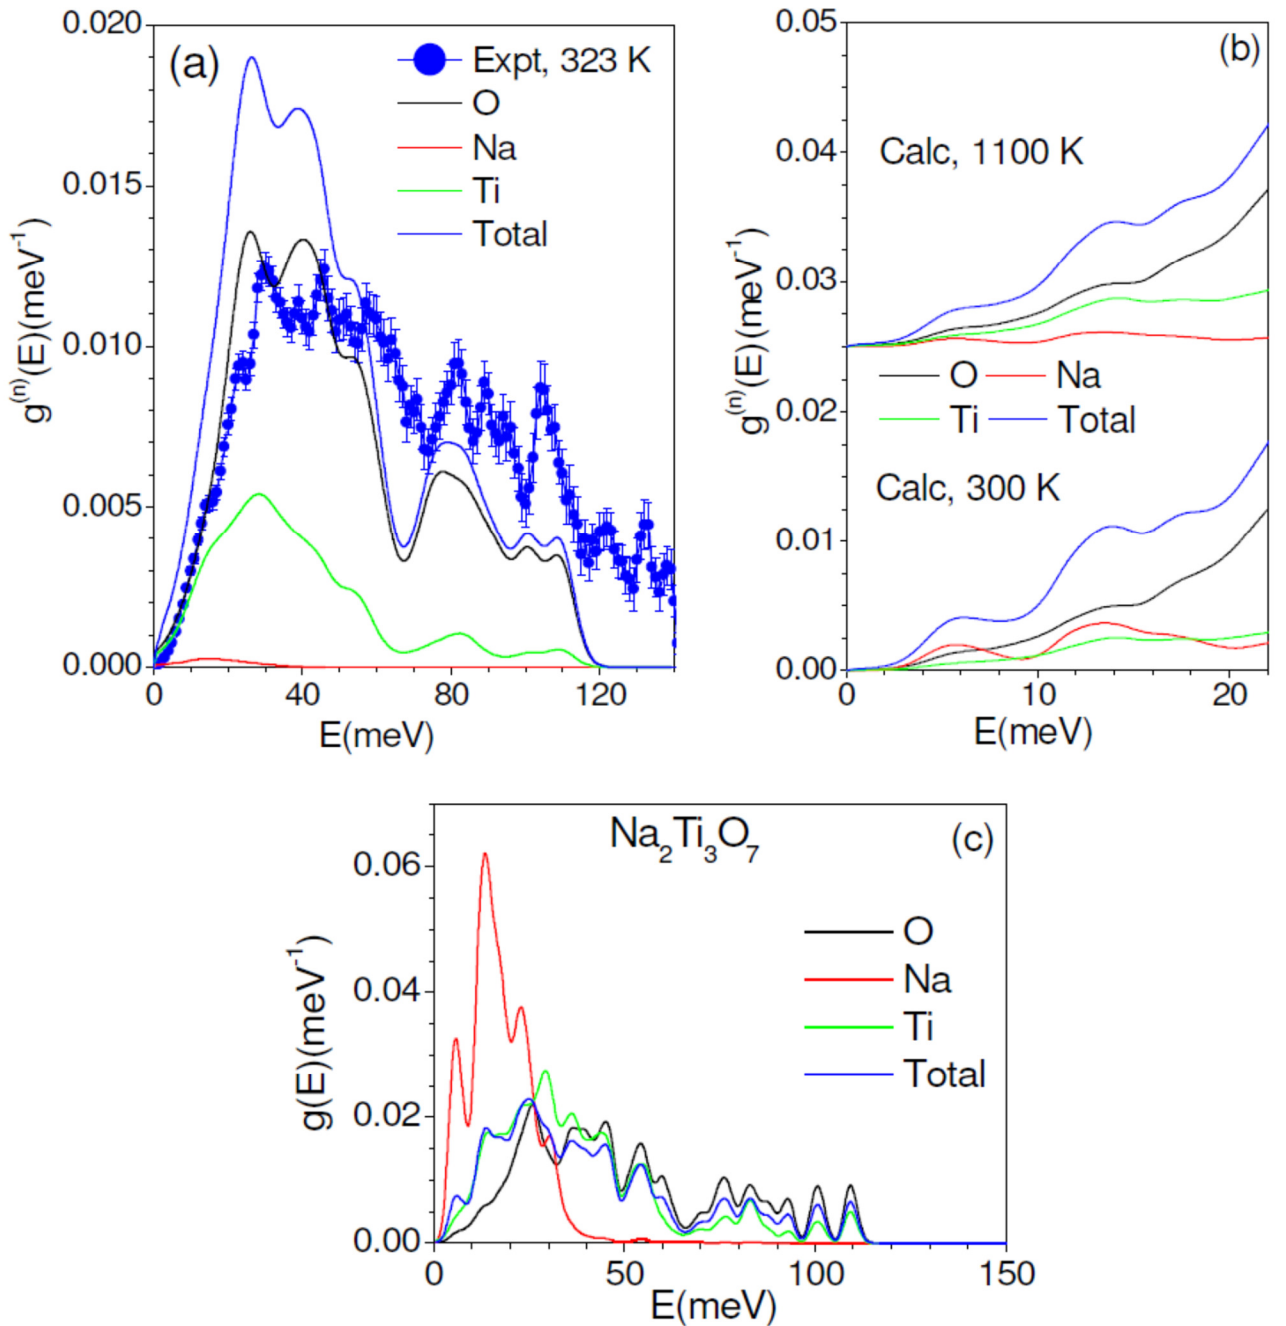 (a)
Expt, 323 K
O
Na
Ti
Total
0.020
0.015
0.010
0.005
0.000
g(n)(E)(meV-1)
0 40 80 120
E(meV)
(b)
0.05
0.04
0.03
0.02
0.01
0.00
g(n)(E)(meV-1)
Calc, 1100 K
O Na
Ti Total
Calc, 300 K
0 10 20
E(meV)
Na2Ti3O7 (c)
O
Na
Ti
Total
0.06
0.04
0.02
0.00
g(E)(meV-1)
0 50 100 150
E(meV)